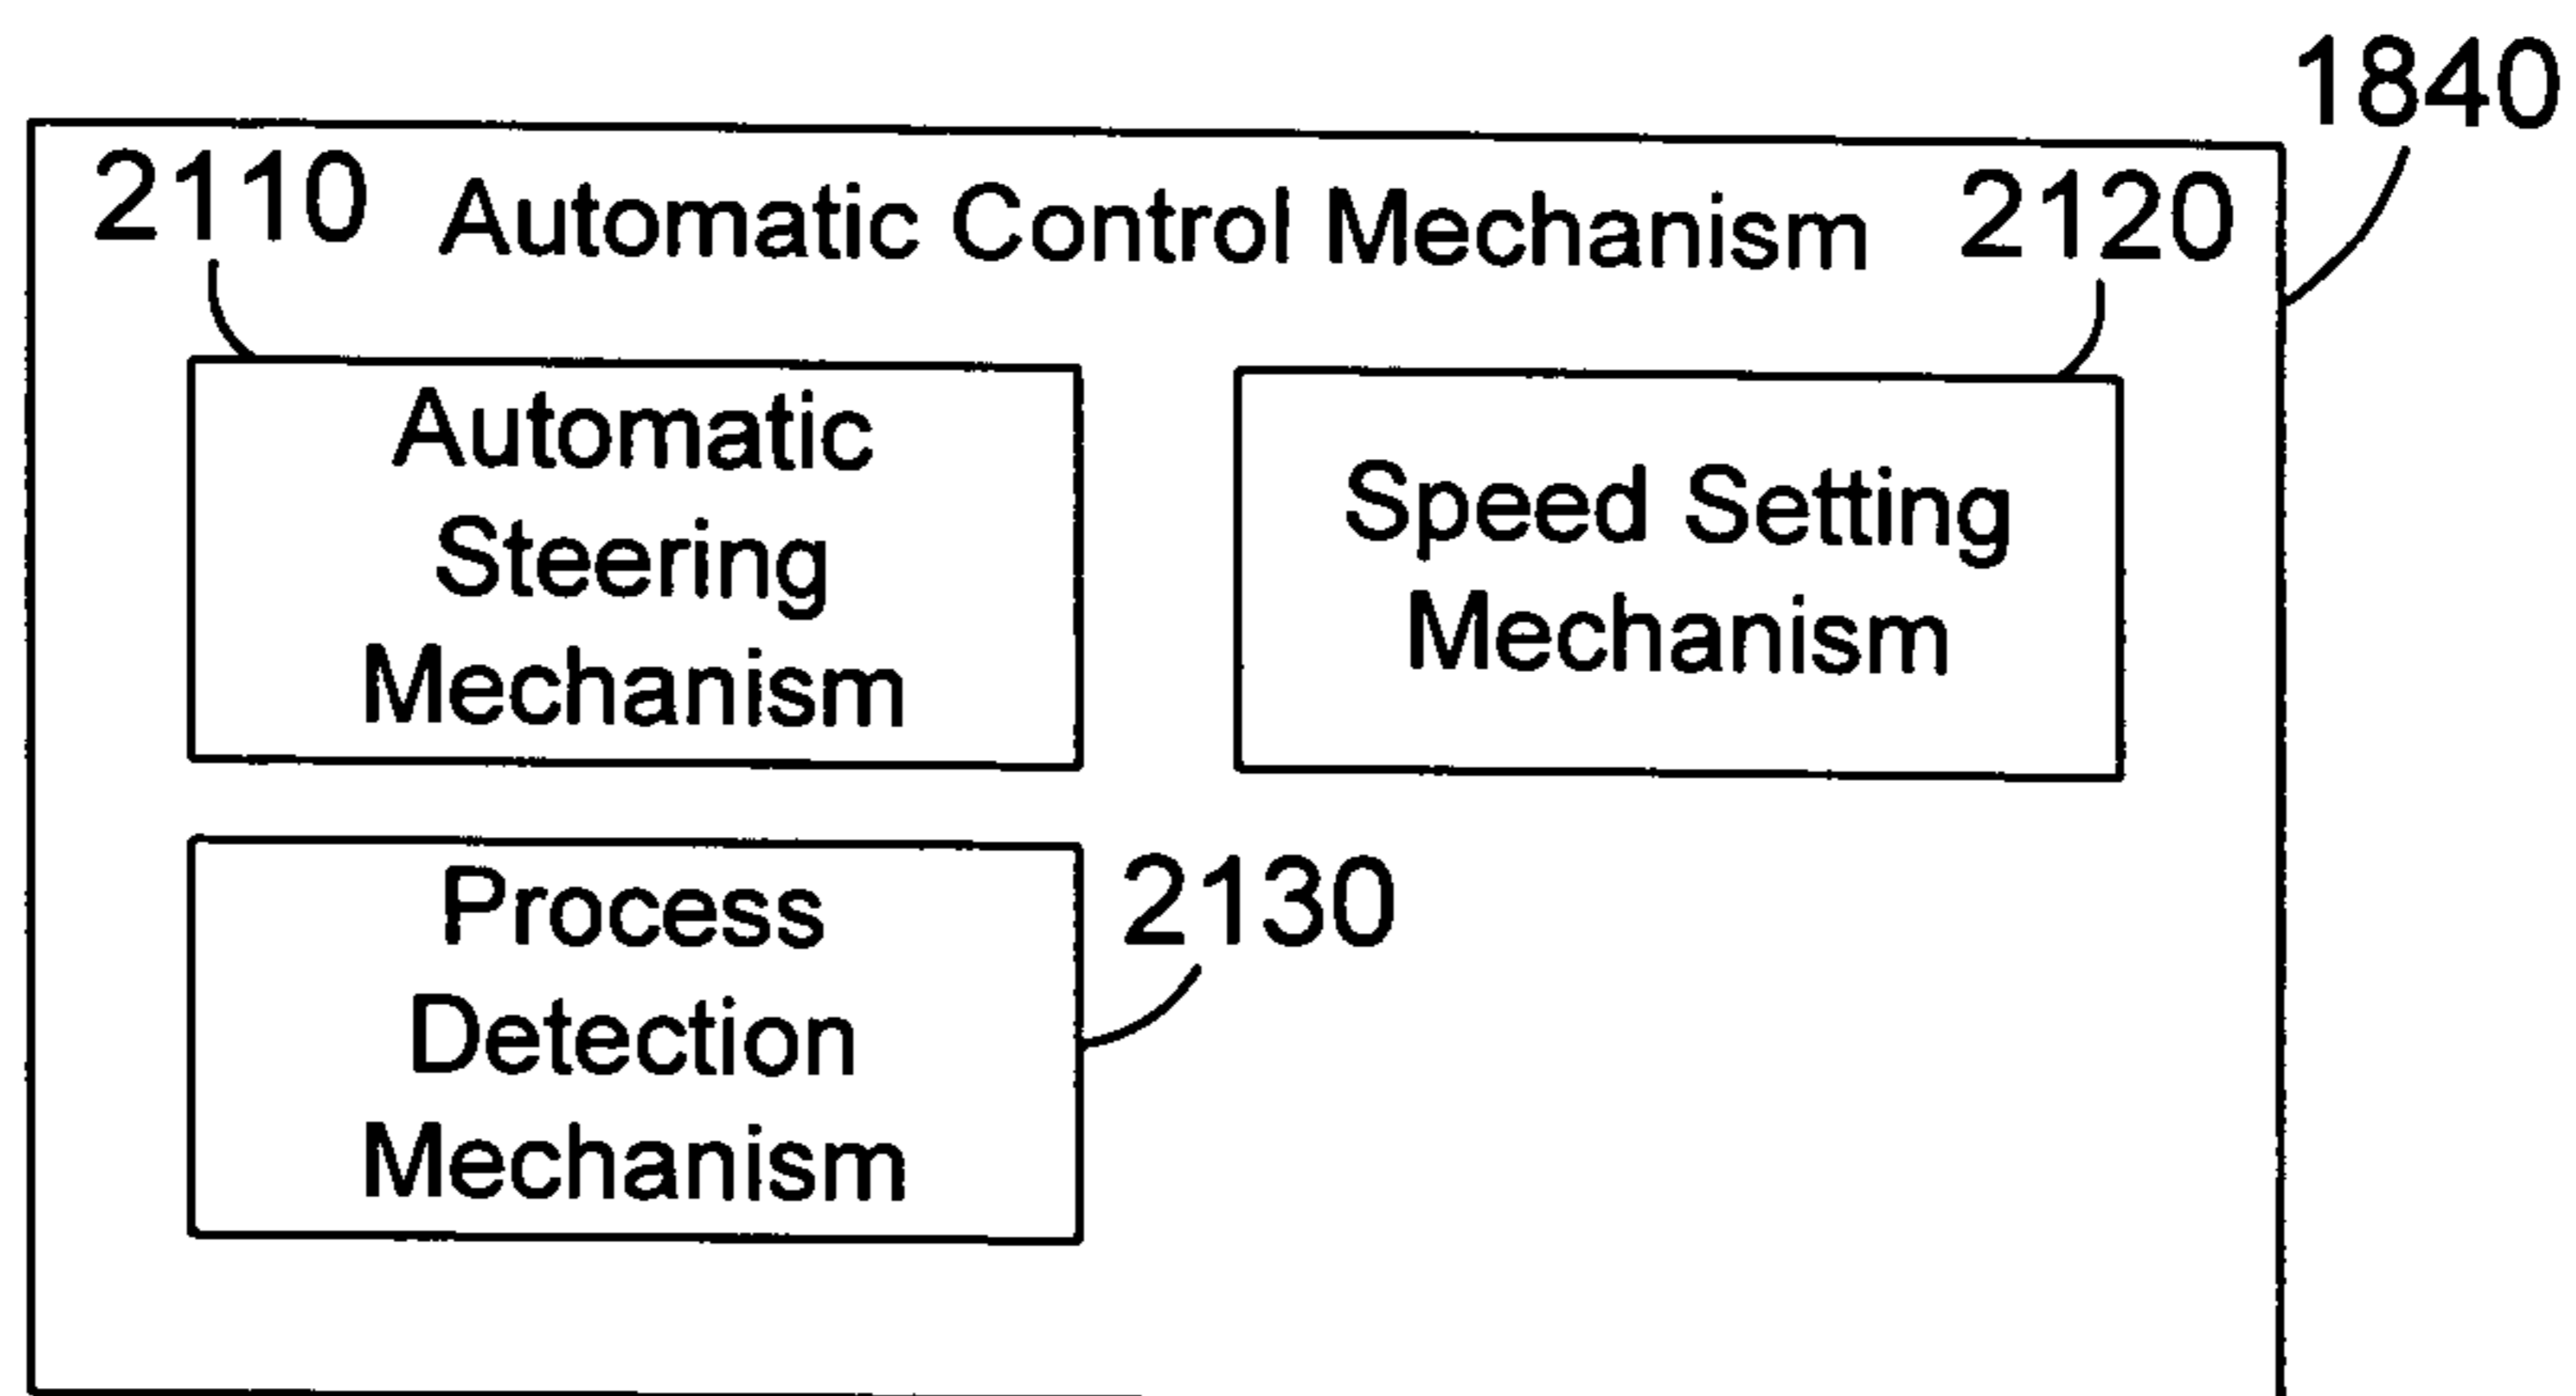 1840
2110 Automatic Control Mechanism 2120
Automatic
Steering
Mechanism
Speed Setting
Mechanism
Process
Detection
Mechanism
2130